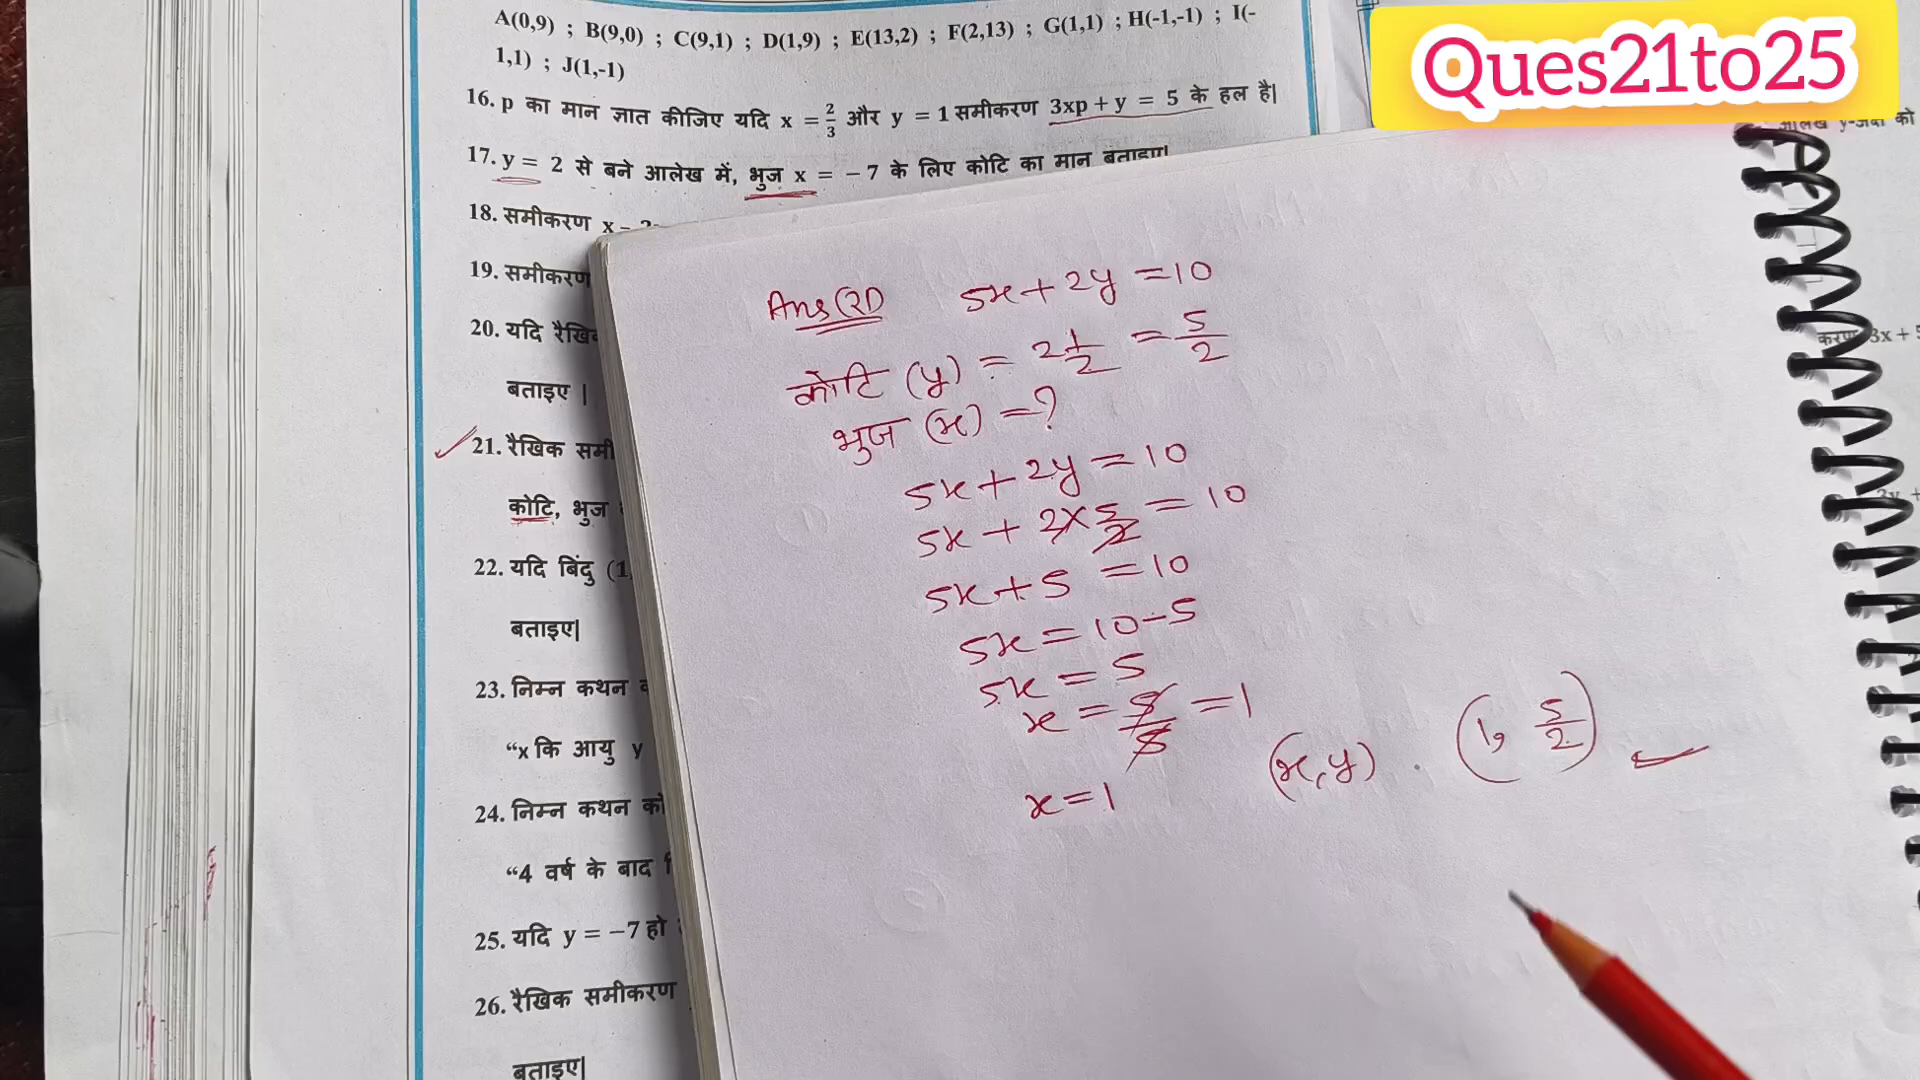 Ques21to25
A(0,9) ; B(9,0) ; C(9,1) ; D(1,9) ; E(13,2) ; F(2,13) ; G(1,1) ; H(-1,-1) ; I(-
1,1) ; J(1,-1)
16. p का मान ज्ञात कीजिए यदि x = 2/3 और y = 1 समीकरण 3xp + y = 5 के हल है|
17. y = 2 से बने आलेख में, भुज x = - 7 के लिए कोटि का मान बताइए|
18. समीकरण x -
19. समीकरण
20. यदि
बताइए |
21. रैखिक
कोटि, भुज
22. यदि बिंदु (1
बताइए|
23. निम्न कथन
“x कि आयु y
24. निम्न कथन को
“4 वर्ष के बाद
25. यदि y = -7 हो
26. रैखिक समीकरण
बताइए|
Ans (21) 5x + 2y = 10
कोटि (y) = 2 1/2 = 5/2
भुज (x) = ?
5x + 2y = 10
5x + 2 x 5/2 = 10
5x + 5 = 10
5x = 10 - 5
5x = 5
x = 5/5 = 1
(x, y) . (1, 5/2)
x = 1
3x + 5